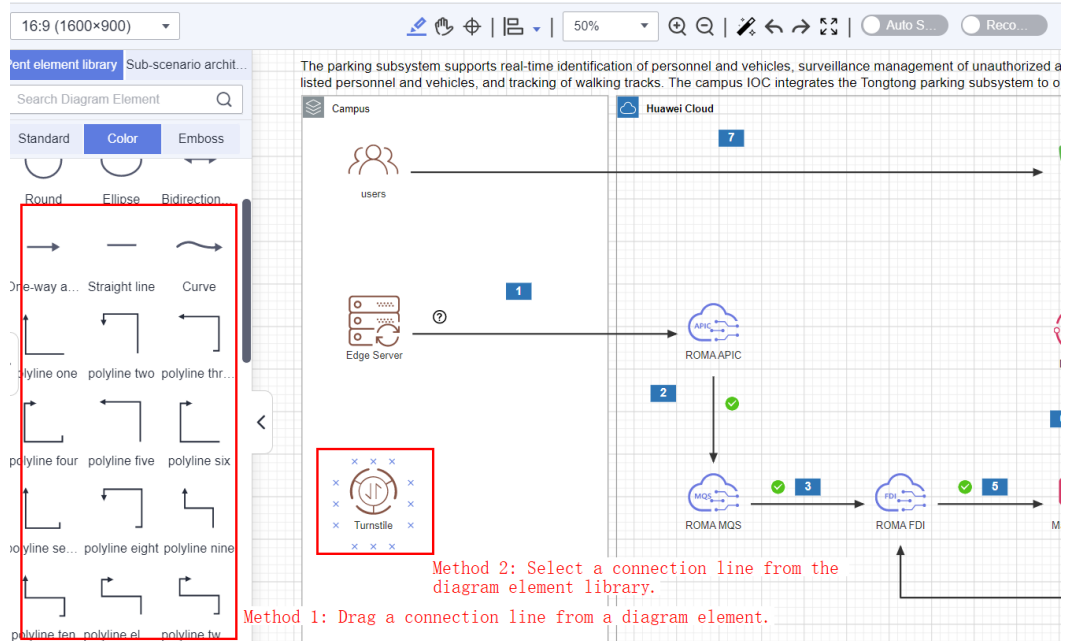 16:9 (1600×900)
50%
Auto S...
Reco...
ent element library
Sub-scenario archit...
The parking subsystem supports real-time identification of personnel and vehicles, surveillance management of unauthorized a
listed personnel and vehicles, and tracking of walking tracks. The campus IOC integrates the Tongtong parking subsystem to o
Search Diagram Element
Campus
Huawei Cloud
Standard
Color
Emboss
7
Round
Ellipse
Bidirection...
users
One-way a...
Straight line
Curve
1
APIC
Edge Server
ROMA APIC
polyline one
polyline two
polyline thr...
2
polyline four
polyline five
polyline six
Turnstile
MQS
3
FDI
5
ROMA MQS
ROMA FDI
M
polyline se...
polyline eight
polyline nine
Method 2: Select a connection line from the
diagram element library.
Method 1: Drag a connection line from a diagram element.
polyline ten
polyline el
polyline tw